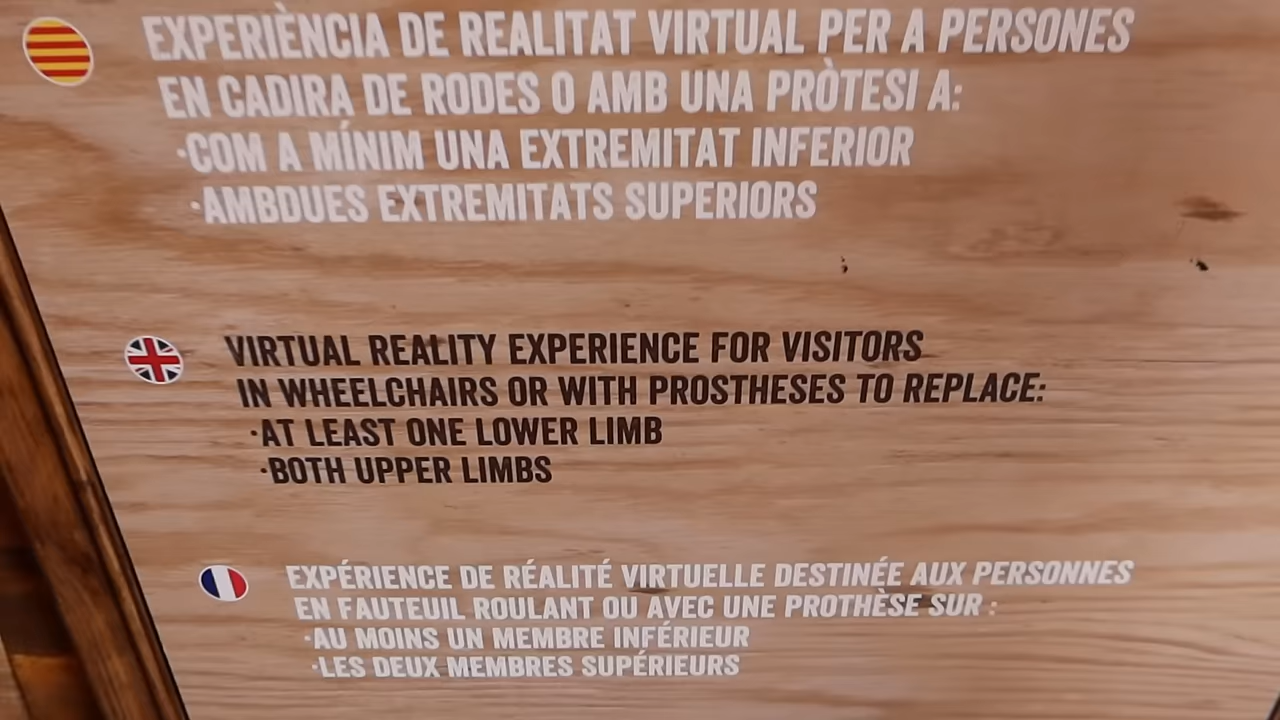 EXPERIÈNCIA DE REALITAT VIRTUAL PER A PERSONES
EN CADIRA DE RODES O AMB UNA PRÒTESI A:
·COM A MÍNIM UNA EXTREMITAT INFERIOR
·AMBDUES EXTREMITATS SUPERIORS
VIRTUAL REALITY EXPERIENCE FOR VISITORS
IN WHEELCHAIRS OR WITH PROSTHESES TO REPLACE:
·AT LEAST ONE LOWER LIMB
·BOTH UPPER LIMBS
EXPÉRIENCE DE RÉALITÉ VIRTUELLE DESTINÉE AUX PERSONNES
EN FAUTEUIL ROULANT OU AVEC UNE PROTHÈSE SUR :
·AU MOINS UN MEMBRE INFÉRIEUR
·LES DEUX MEMBRES SUPÉRIEURS